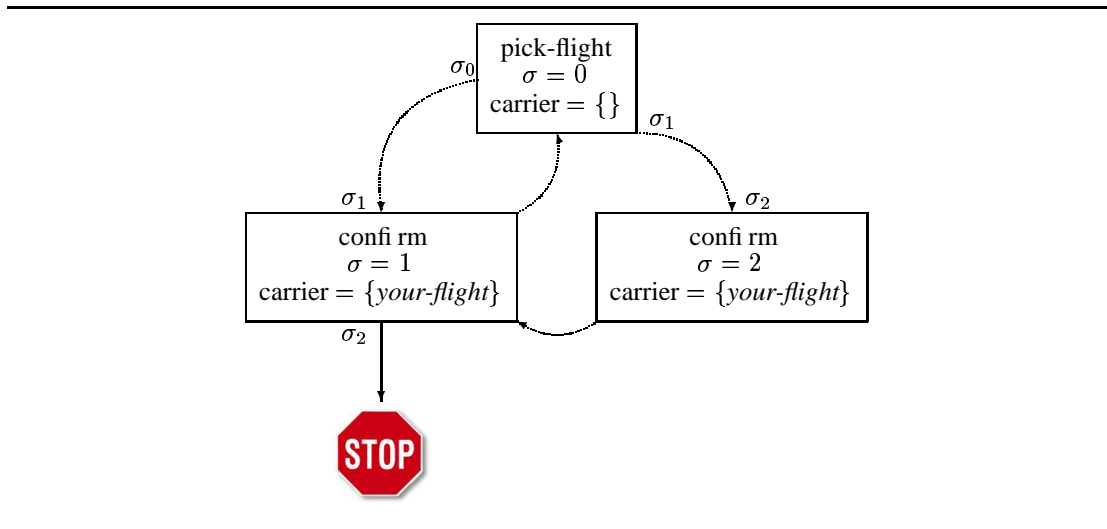 pick-flight
σ = 0
carrier = {}
σ0
σ1
σ1
σ2
confi rm
σ = 1
carrier = {your-flight}
confi rm
σ = 2
carrier = {your-flight}
σ2
STOP